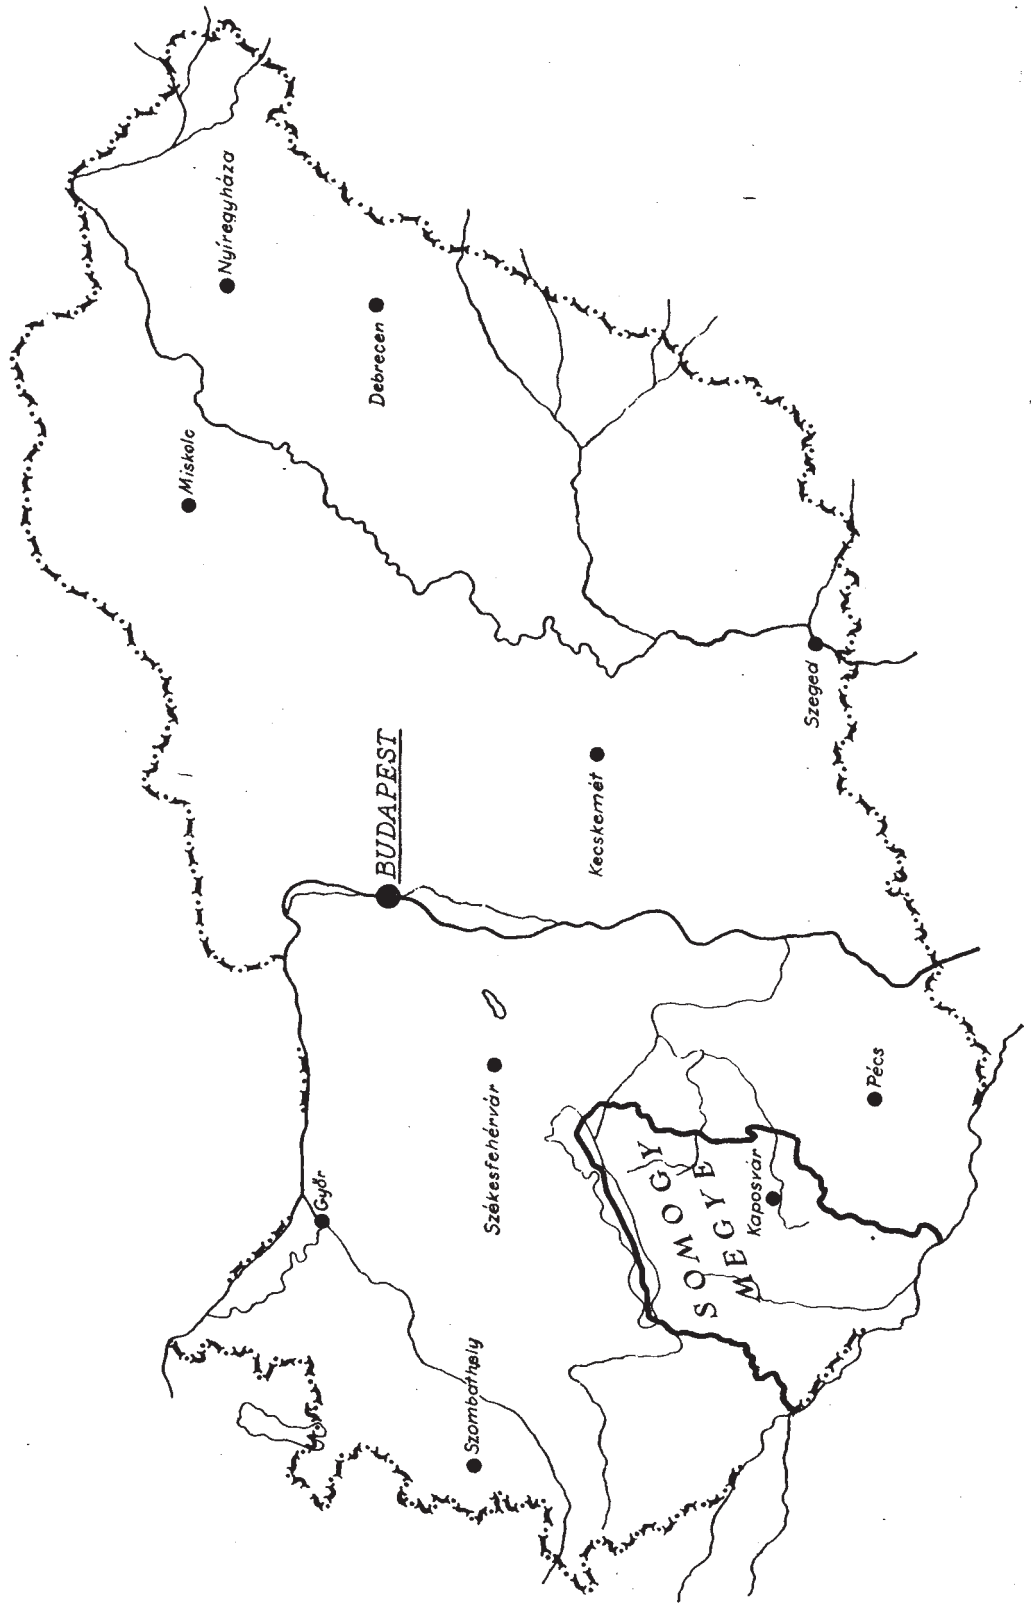 Nyíregyháza
Miskolc
Debrecen
BUDAPEST
Győr
Szeged
Kecskemét
Székesfehérvár
Szombathely
SOMOGY
MEGYE
Kaposvár
Pécs